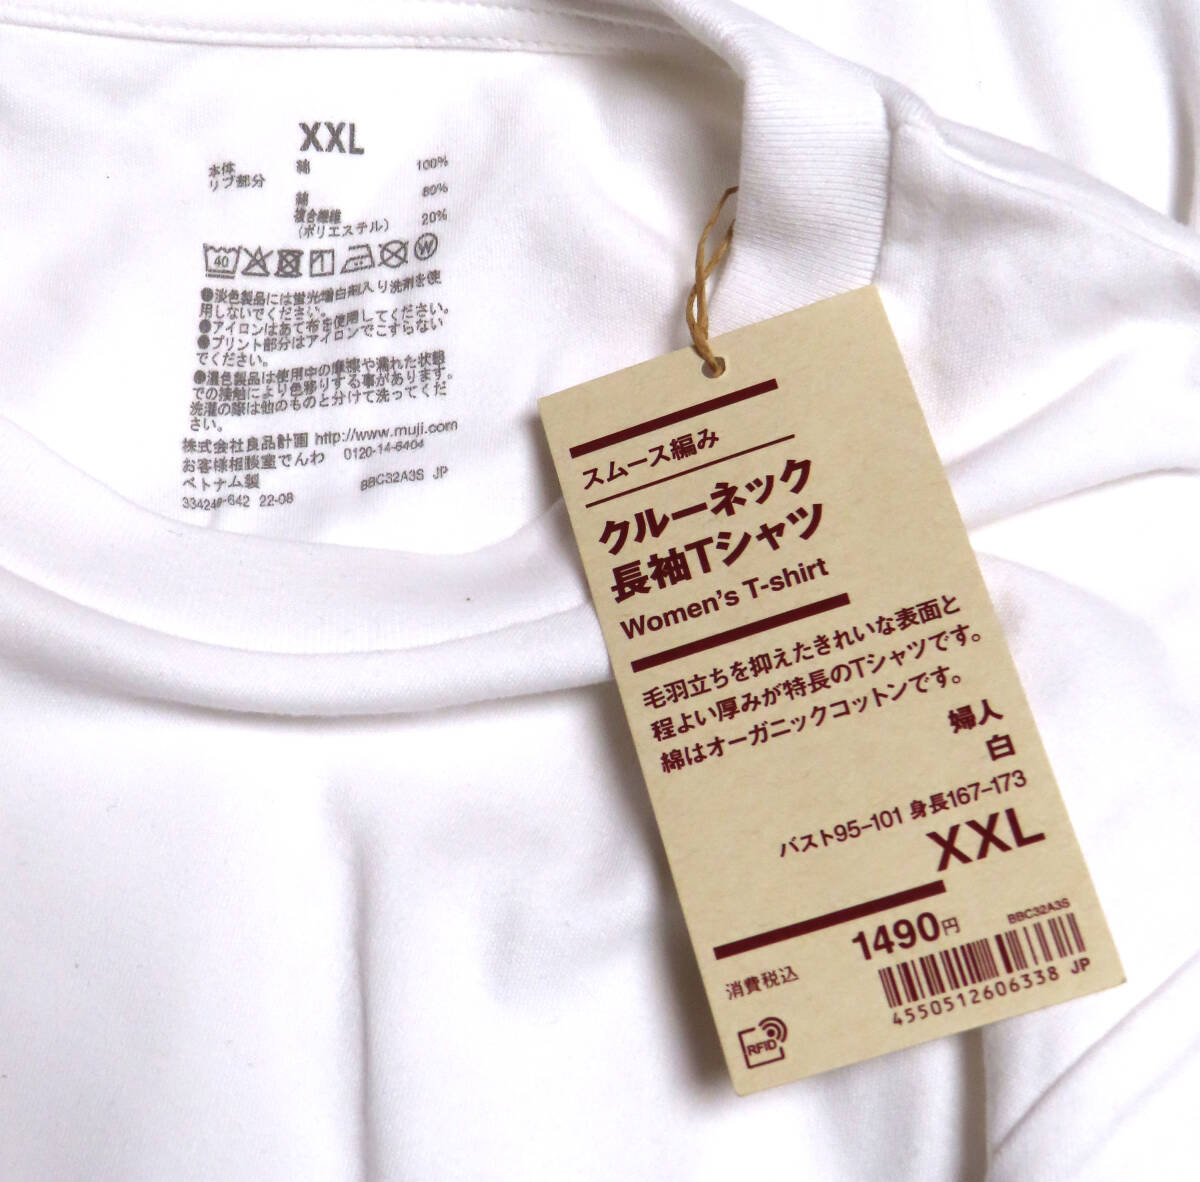 XXL
本体 綿 100%
リブ部分
綿 80%
複合繊維 20%
(ポリエステル)
40
W
●淡色製品には蛍光増白剤入り洗剤を使
用しないでください。
●アイロンはあて布を使用してください。
●プリント部分はアイロンでこすらない
でください。
●濃色製品は使用中の摩擦や濡れた状態
での接触により色移りする事があります。
洗濯の際は他のものと分けて洗ってくだ
さい。
株式会社良品計画 http://www.muji.com
お客様相談室でんわ 0120-14-6404
ベトナム製 BBC32A3S JP
-642 22-08
スムース編み
クルーネック
長袖Tシャツ
Women's T-shirt
毛羽立ちを抑えたきれいな表面と
程よい厚みが特長のTシャツです。
綿はオーガニックコットンです。
婦人
白
バスト95-101 身長167-173
XXL
1490円
消費税込
BBC32A3S
4550512606338 JP
RFID